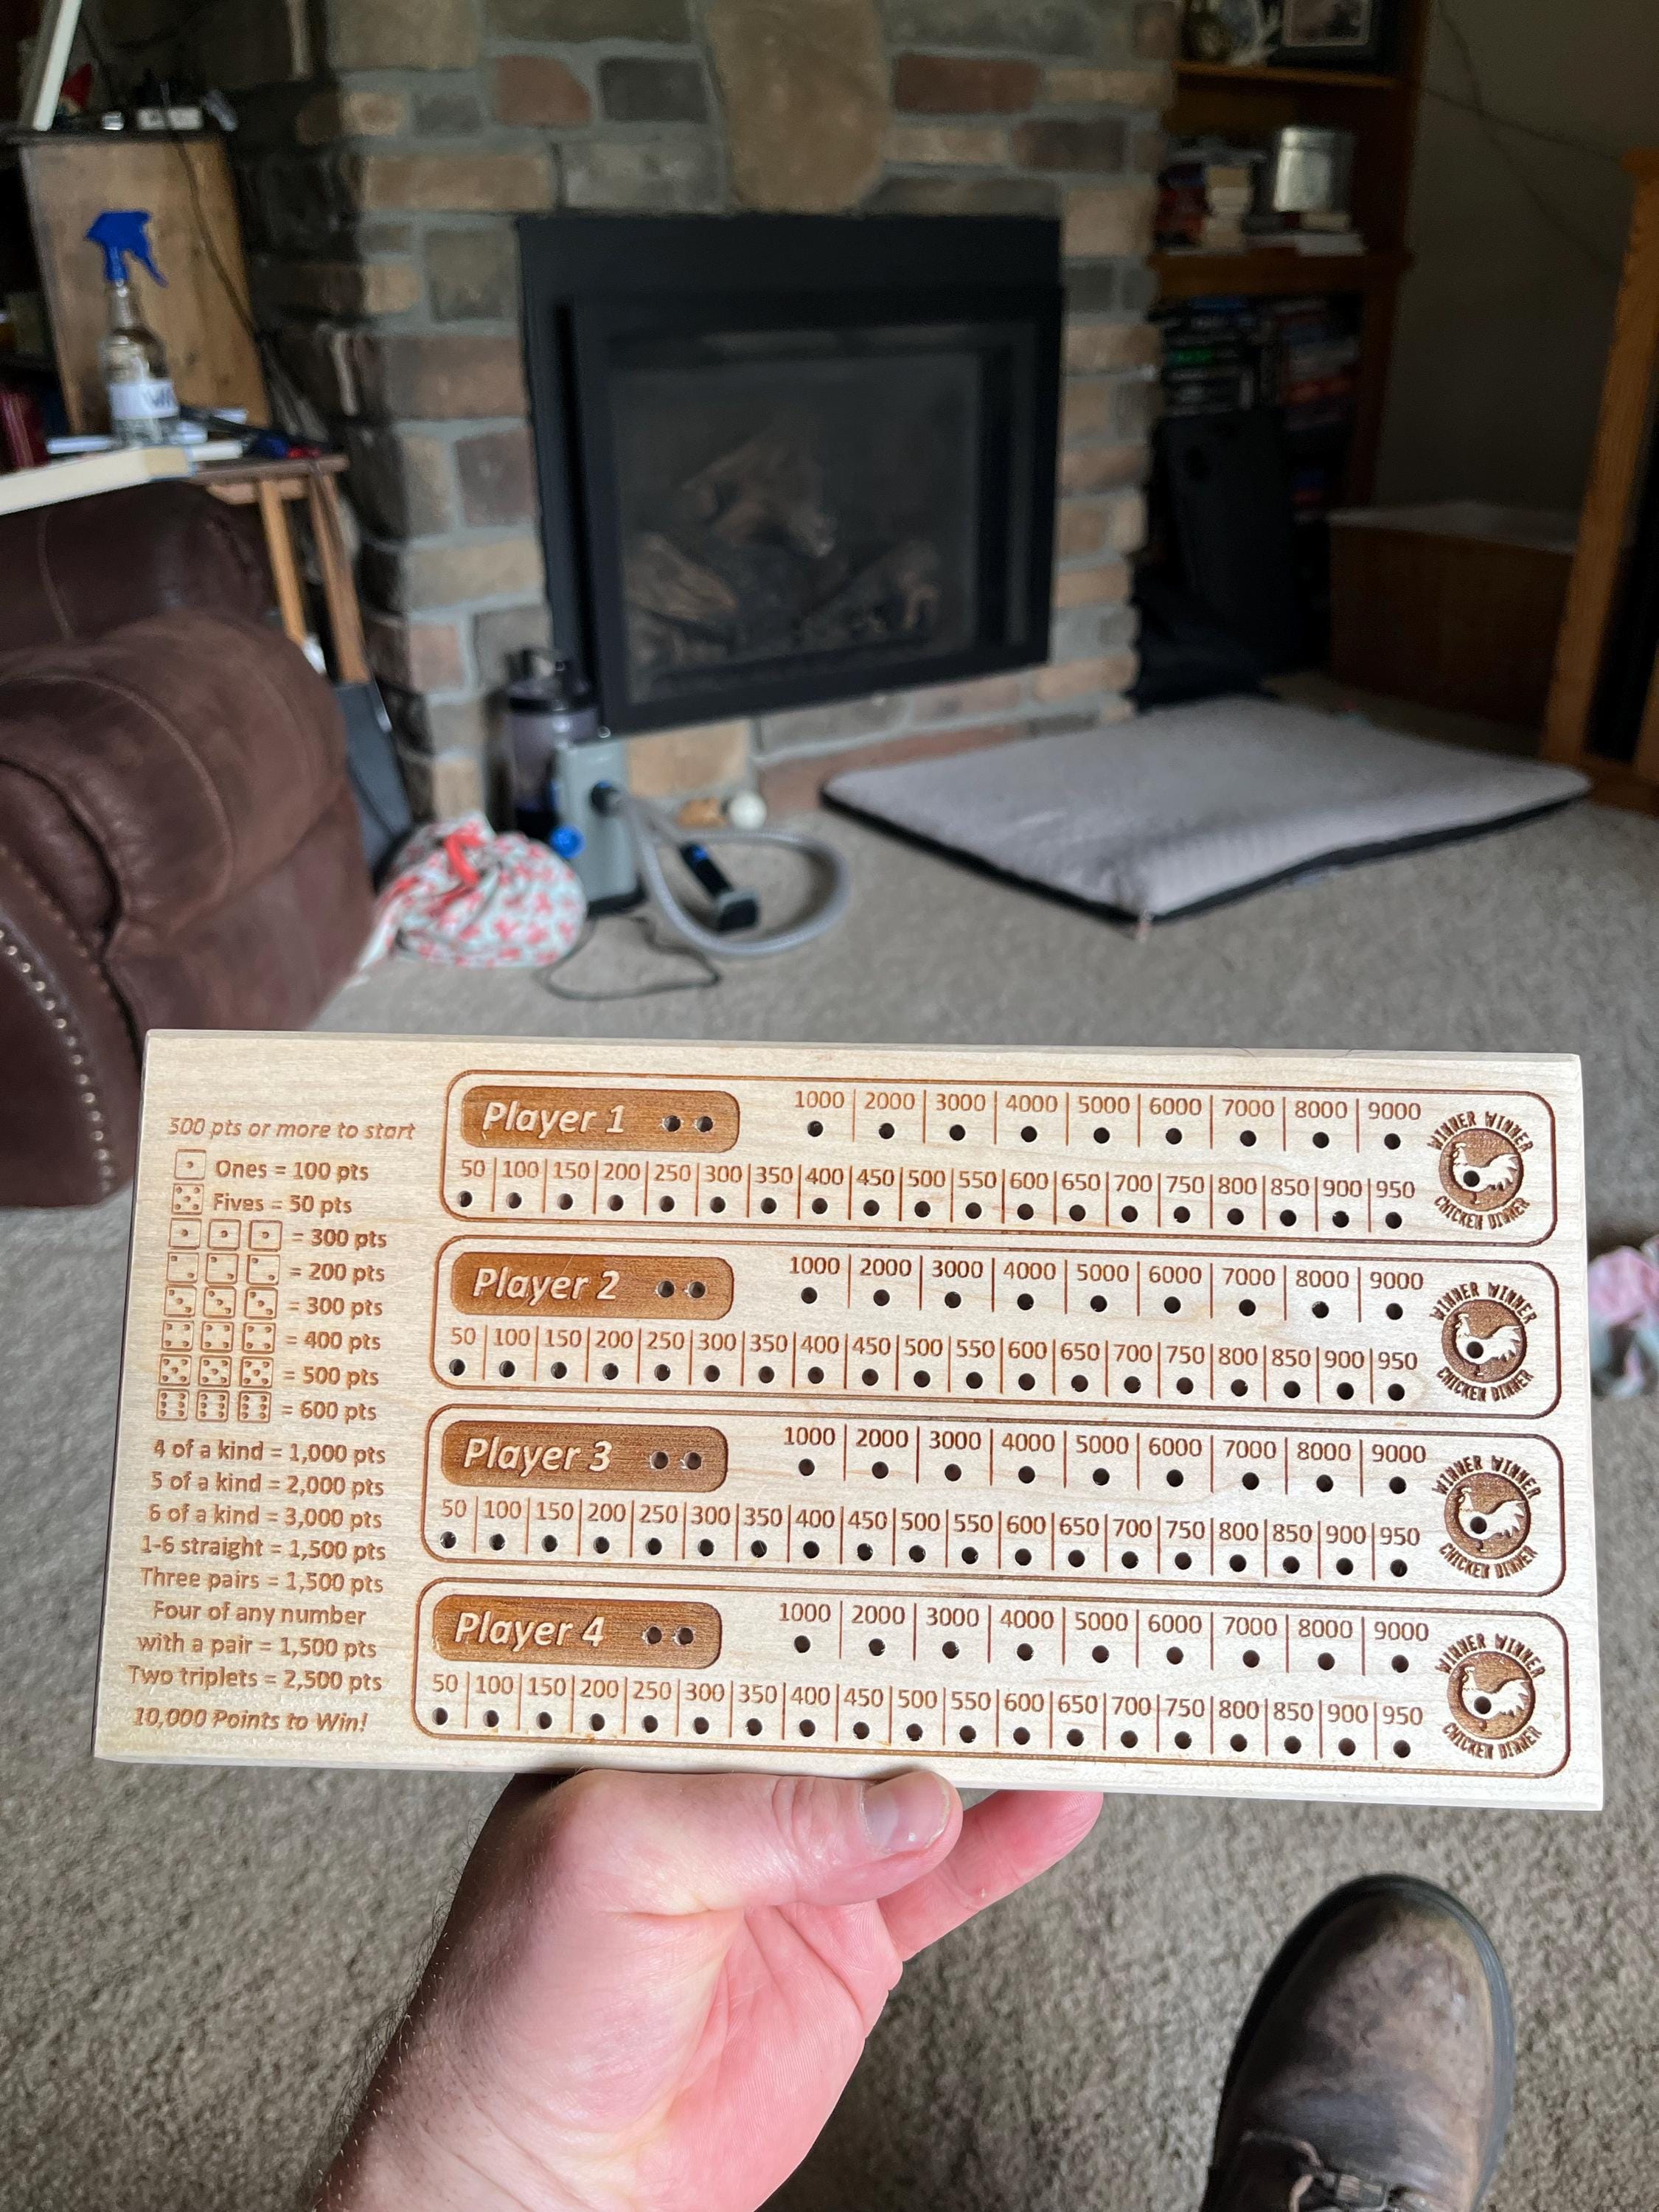 500 pts or more to start
Ones = 100 pts
Fives = 50 pts
= 300 pts
= 200 pts
= 300 pts
= 400 pts
= 500 pts
= 600 pts
4 of a kind = 1,000 pts
5 of a kind = 2,000 pts
6 of a kind = 3,000 pts
1-6 straight = 1,500 pts
Three pairs = 1,500 pts
Four of any number
with a pair = 1,500 pts
Two triplets = 2,500 pts
10,000 Points to Win!
Player 1
1000 2000 3000 4000 5000 6000 7000 8000 9000
50 100 150 200 250 300 350 400 450 500 550 600 650 700 750 800 850 900 950
WINNER WINNER
CHICKEN DINNER
Player 2
1000 2000 3000 4000 5000 6000 7000 8000 9000
50 100 150 200 250 300 350 400 450 500 550 600 650 700 750 800 850 900 950
WINNER WINNER
CHICKEN DINNER
Player 3
1000 2000 3000 4000 5000 6000 7000 8000 9000
50 100 150 200 250 300 350 400 450 500 550 600 650 700 750 800 850 900 950
WINNER WINNER
CHICKEN DINNER
Player 4
1000 2000 3000 4000 5000 6000 7000 8000 9000
50 100 150 200 250 300 350 400 450 500 550 600 650 700 750 800 850 900 950
WINNER WINNER
CHICKEN DINNER